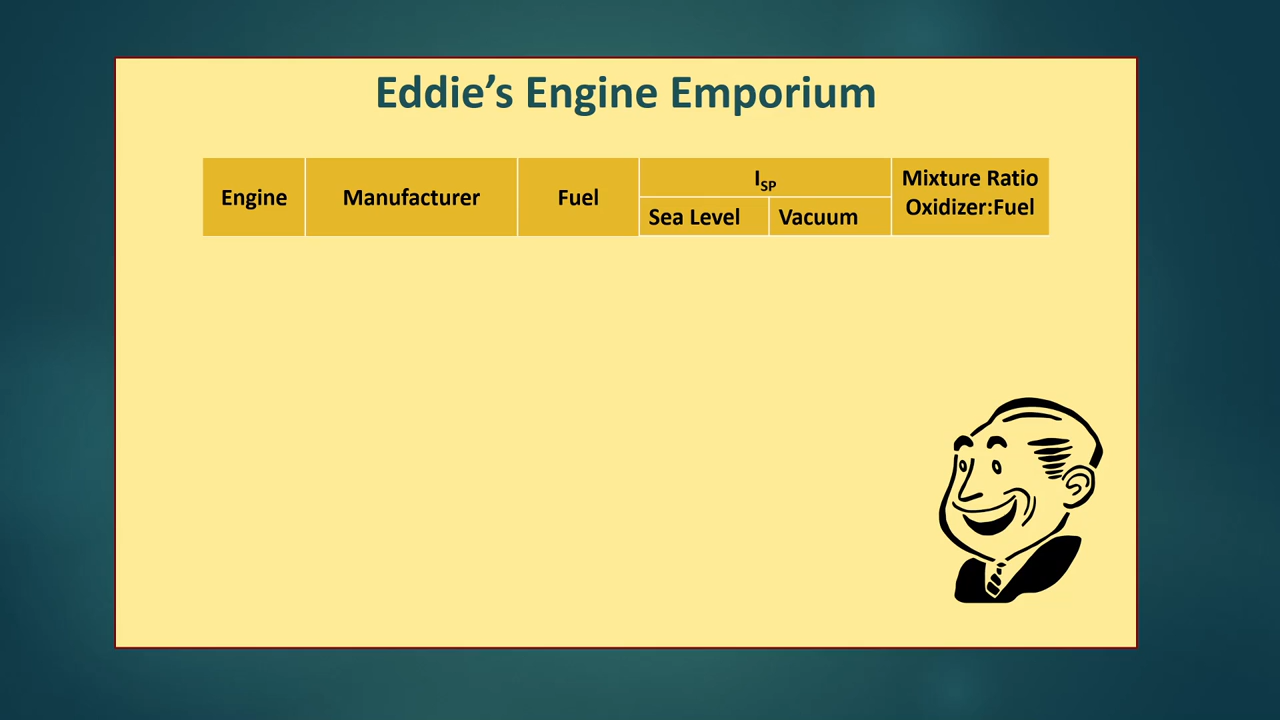 Eddie’s Engine Emporium
Engine
Manufacturer
Fuel
ISP
Sea Level
Vacuum
Mixture Ratio
Oxidizer:Fuel